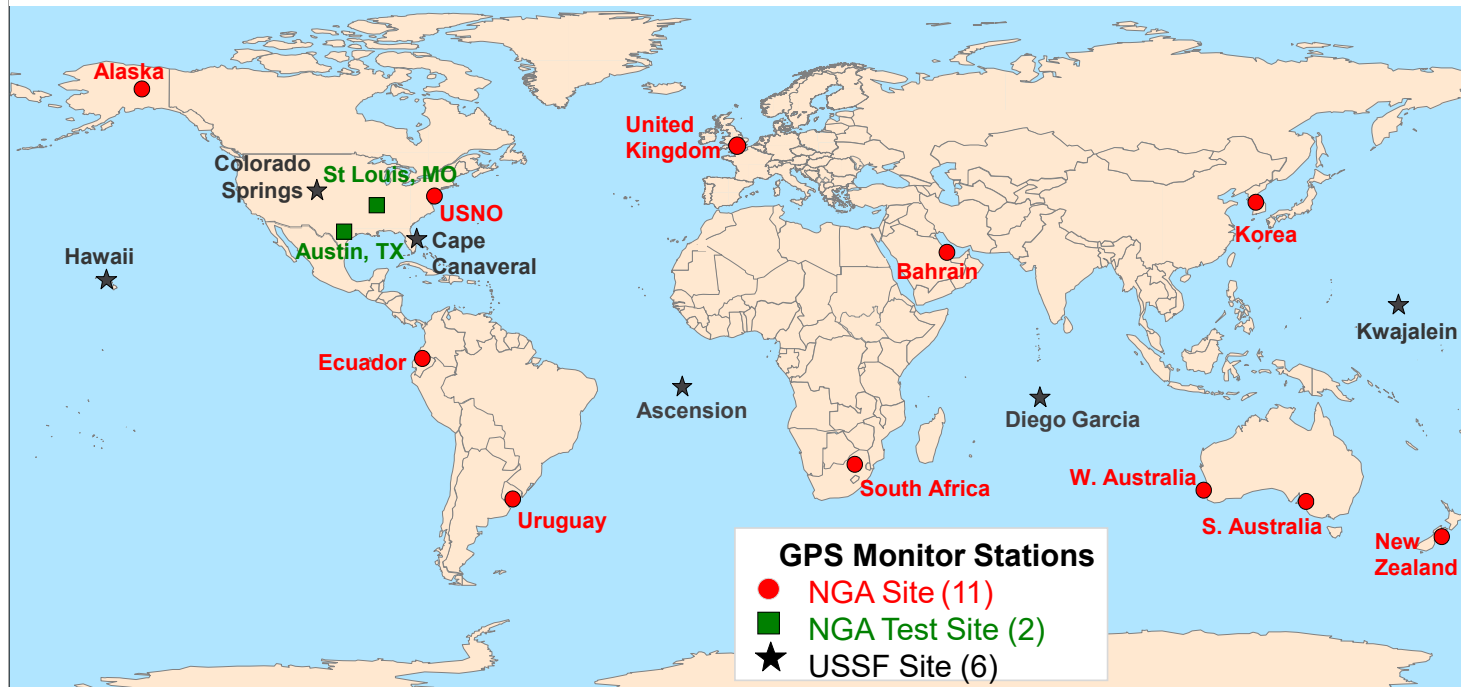 Alaska
United
Kingdom
Colorado
Springs
St Louis, MO
USNO
Austin, TX
Cape
Canaveral
Hawaii
Korea
Bahrain
Kwajalein
Ecuador
Ascension
Diego Garcia
W. Australia
South Africa
S. Australia
Uruguay
New
Zealand
GPS Monitor Stations
NGA Site (11)
NGA Test Site (2)
USSF Site (6)